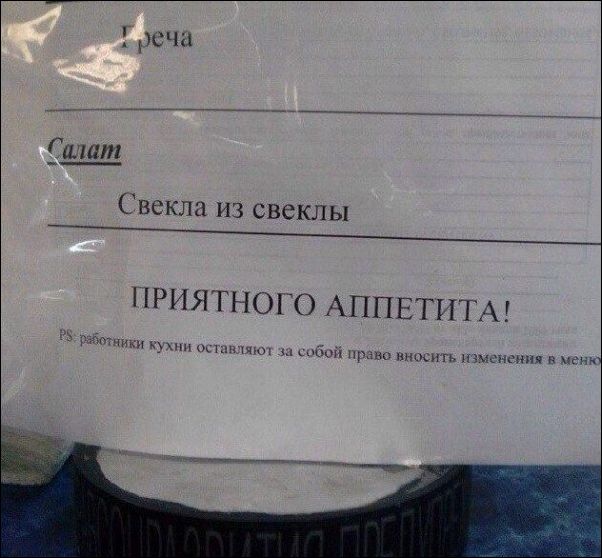 Греча
Салат
Свекла из свеклы
ПРИЯТНОГО АППЕТИТА!
PS: работники кухни оставляют за собой право вносить изменения в меню